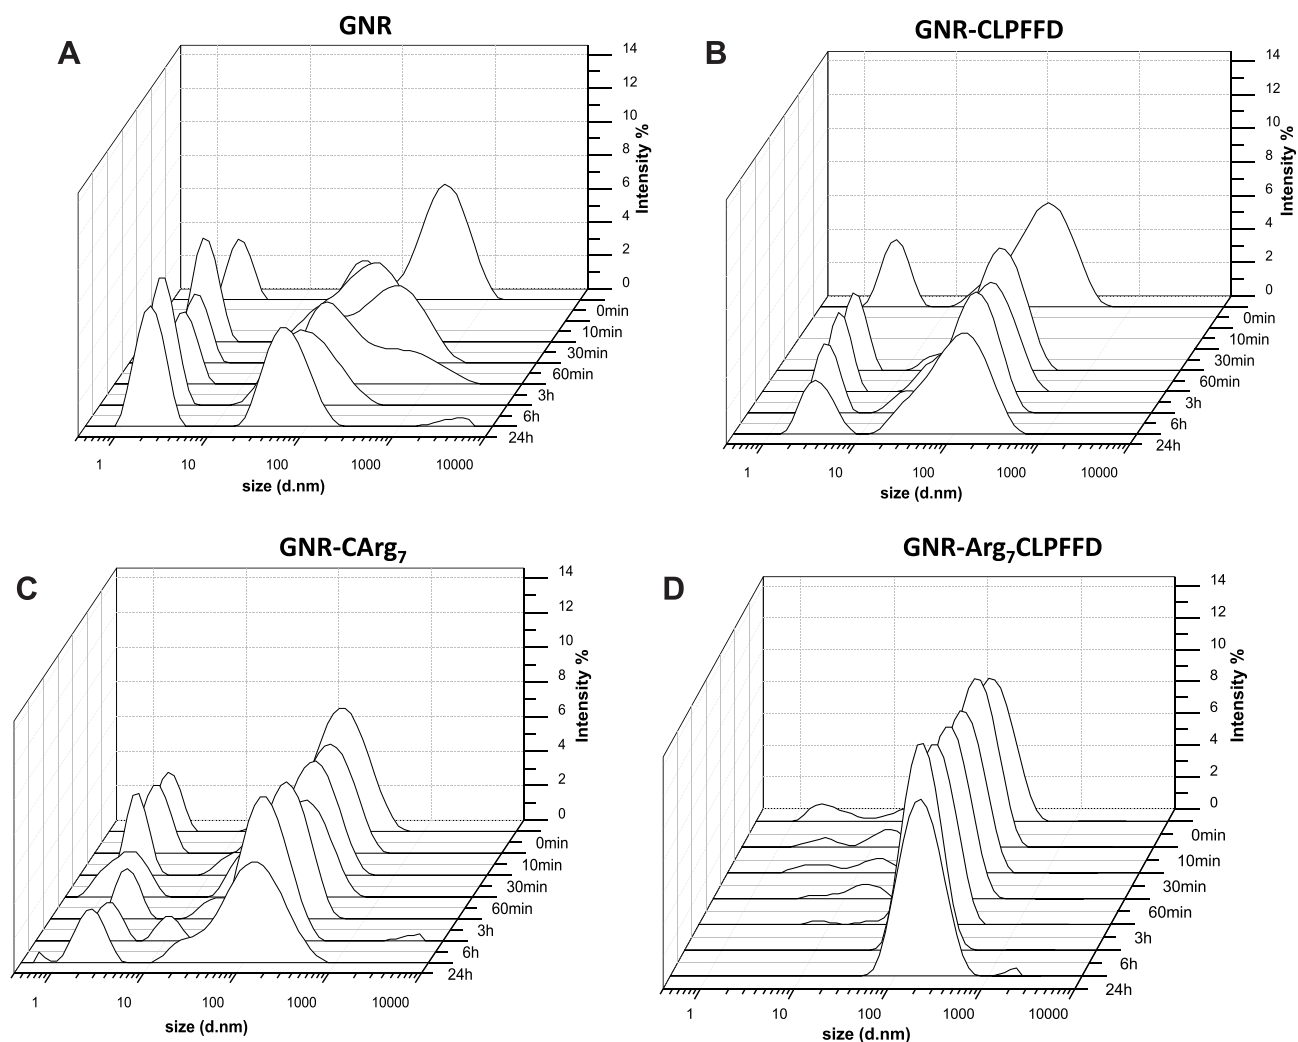 GNR
A
14
12
10
8
6
4
2
0
Intensity %
0min
10min
30min
60min
3h
6h
24h
1 10 100 1000 10000
size (d.nm)
GNR-CLPFFD
B
14
12
10
8
6
4
2
0
Intensity %
0min
10min
30min
60min
3h
6h
24h
1 10 100 1000 10000
size (d.nm)
GNR-CArg₇
C
14
12
10
8
6
4
2
0
Intensity %
0min
10min
30min
60min
3h
6h
24h
1 10 100 1000 10000
size (d.nm)
GNR-Arg₇CLPFFD
D
14
12
10
8
6
4
2
0
Intensity %
0min
10min
30min
60min
3h
6h
24h
1 10 100 1000 10000
size (d.nm)